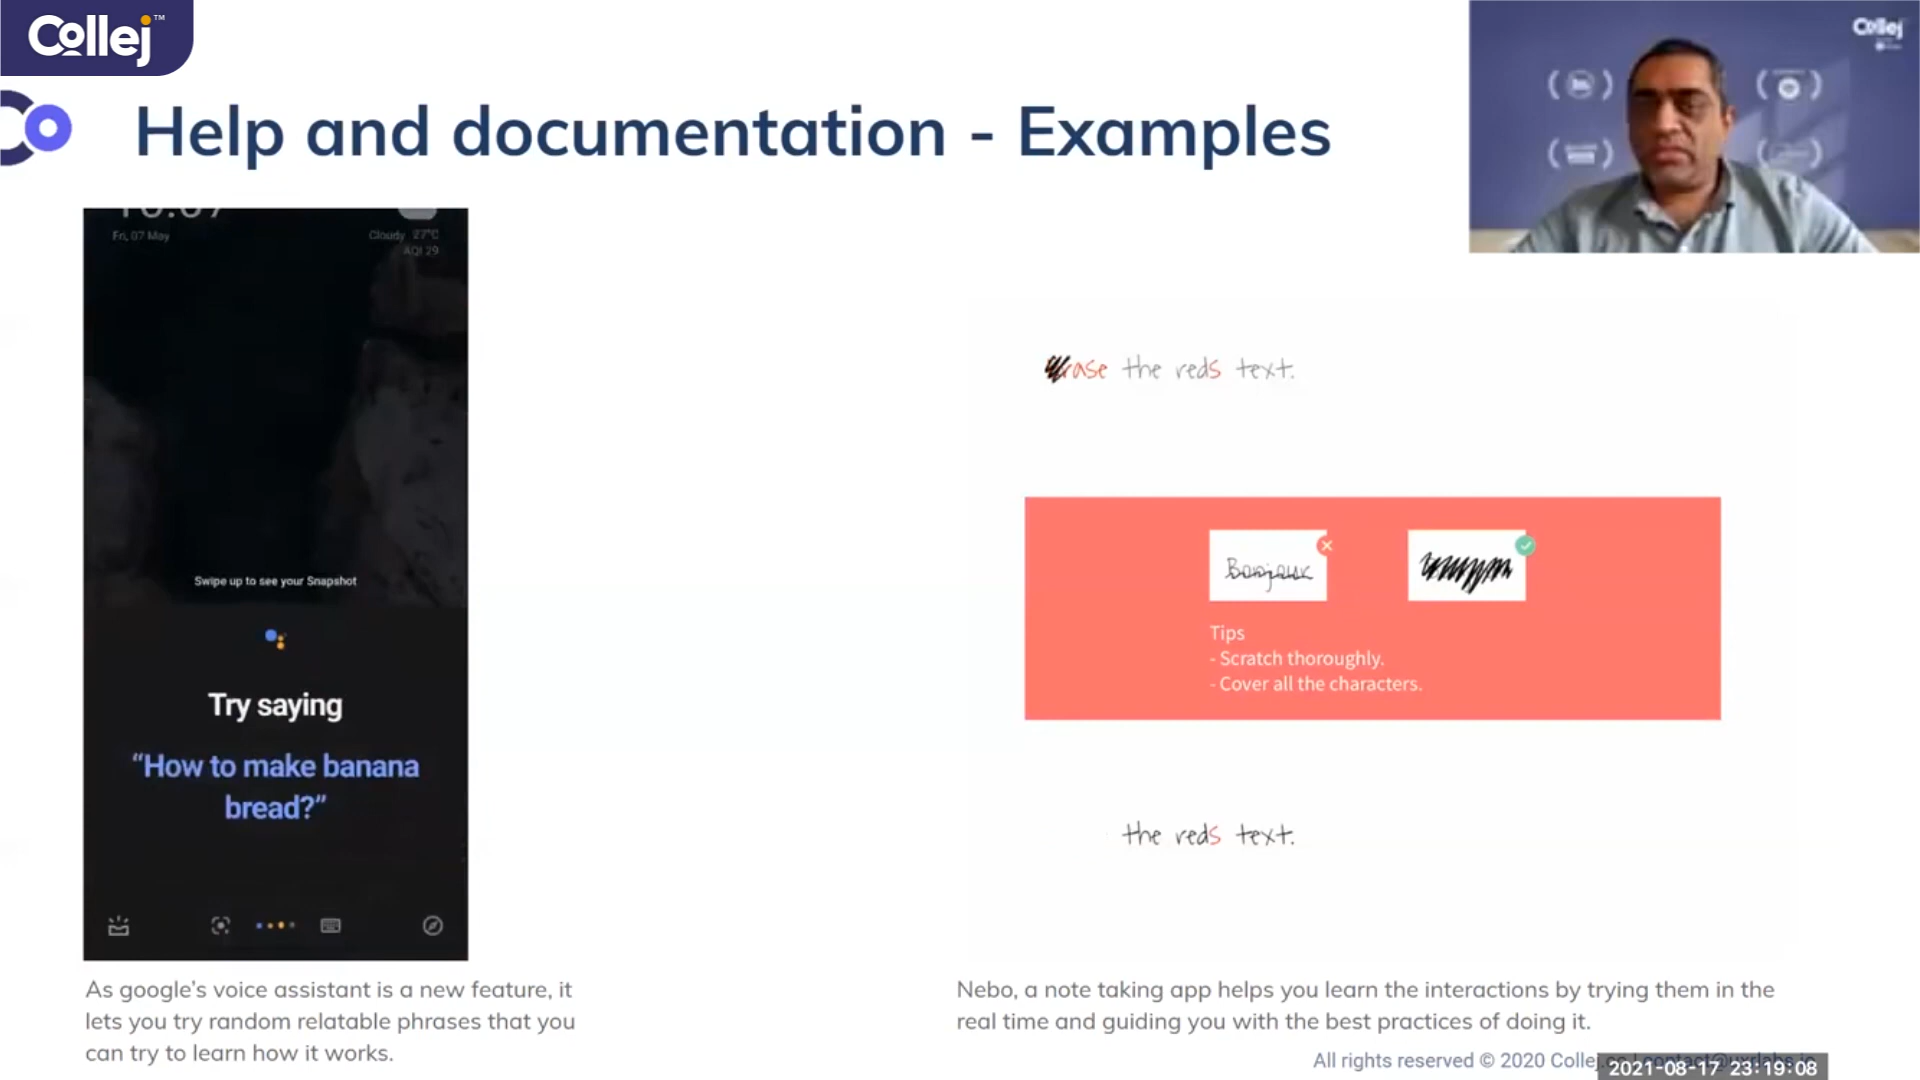 Collej™
Collej
Help and documentation - Examples
Fri, 07 May
Cloudy 27°C
AQI 29
Swipe up to see your Snapshot
Try saying
“How to make banana
bread?”
As google's voice assistant is a new feature, it
lets you try random relatable phrases that you
can try to learn how it works.
the reds text.
Bonjour
Tips
- Scratch thoroughly.
- Cover all the characters.
the reds text.
Nebo, a note taking app helps you learn the interactions by trying them in the
real time and guiding you with the best practices of doing it.
All rights reserved © 2020
2021-08-17 23:19:08